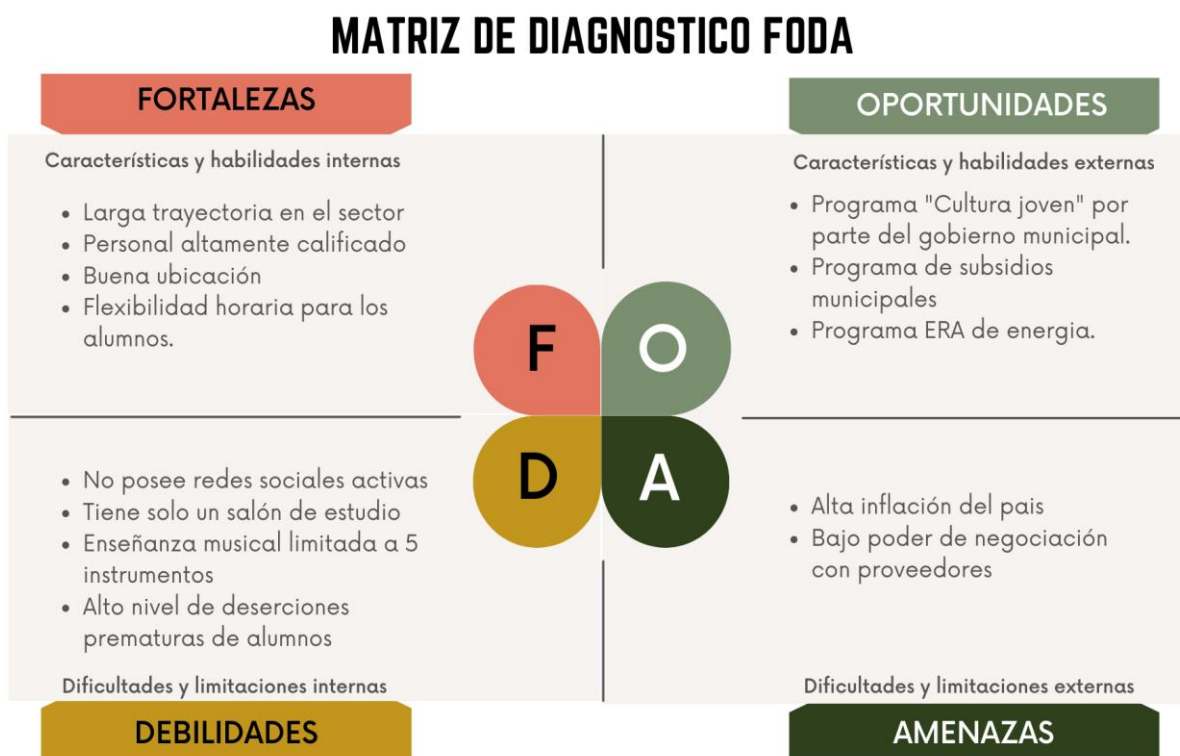 MATRIZ DE DIAGNOSTICO FODA
FORTALEZAS
Características y habilidades internas
• Larga trayectoria en el sector
• Personal altamente calificado
• Buena ubicación
• Flexibilidad horaria para los
alumnos.
OPORTUNIDADES
Características y habilidades externas
• Programa "Cultura joven" por
parte del gobierno municipal.
• Programa de subsidios
municipales
• Programa ERA de energia.
F
O
D
A
• No posee redes sociales activas
• Tiene solo un salón de estudio
• Enseñanza musical limitada a 5
instrumentos
• Alto nivel de deserciones
prematuras de alumnos
Dificultades y limitaciones internas
DEBILIDADES
• Alta inflación del pais
• Bajo poder de negociación
con proveedores
Dificultades y limitaciones externas
AMENAZAS